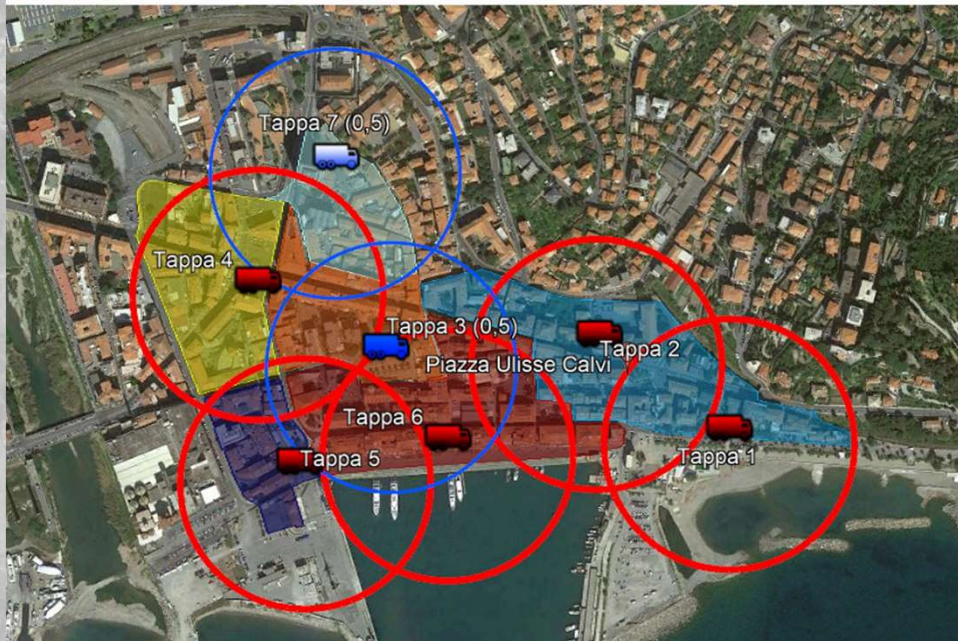 Tappa 7 (0,5)
Tappa 4
Tappa 3 (0,5)
Tappa 2
Piazza Ulisse Calvi
Tappa 6
Tappa 5
Tappa 1